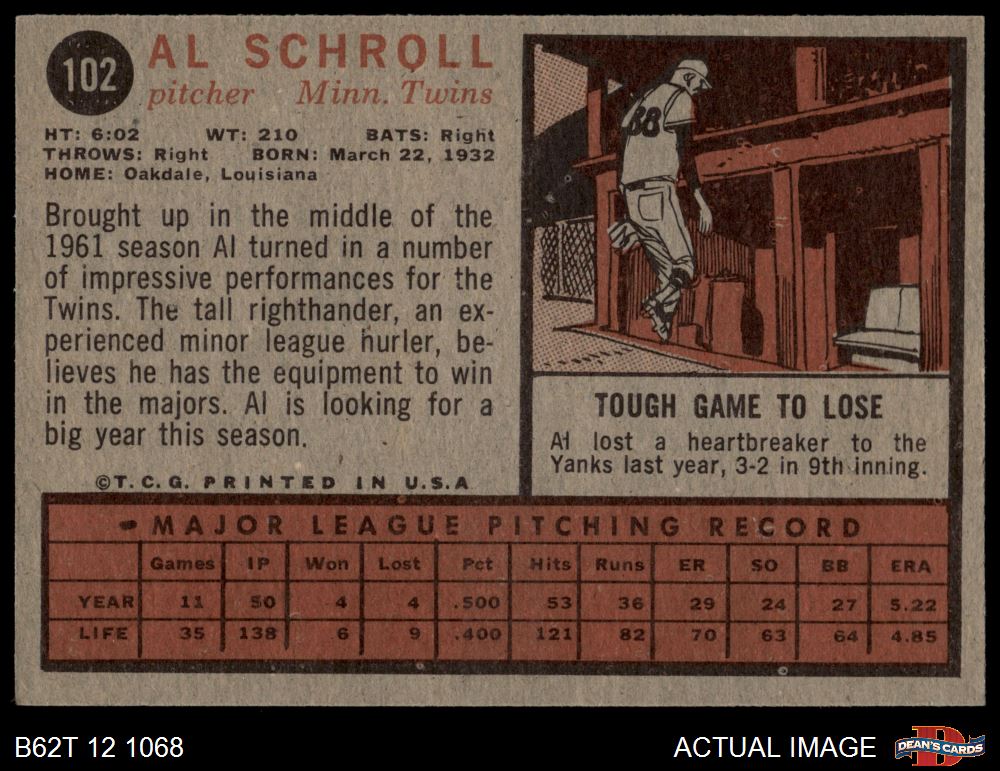 102
AL SCHROLL
pitcher Minn. Twins
HT: 6:02 WT: 210 BATS: Right
THROWS: Right BORN: March 22, 1932
HOME: Oakdale, Louisiana
Brought up in the middle of the
1961 season Al turned in a number
of impressive performances for the
Twins. The tall righthander, an ex-
perienced minor league hurler, be-
lieves he has the equipment to win
in the majors. Al is looking for a
big year this season.
©T.C.G. PRINTED IN U.S.A
88
TOUGH GAME TO LOSE
Al lost a heartbreaker to the
Yanks last year, 3-2 in 9th inning.
MAJOR LEAGUE PITCHING RECORD
Games IP Won Lost Pct Hits Runs ER SO BB ERA
YEAR 11 50 4 4 .500 53 36 29 24 27 5.22
LIFE 35 138 6 9 .400 121 82 70 63 64 4.85
B62T 12 1068
ACTUAL IMAGE
D
DEAN'S CARDS